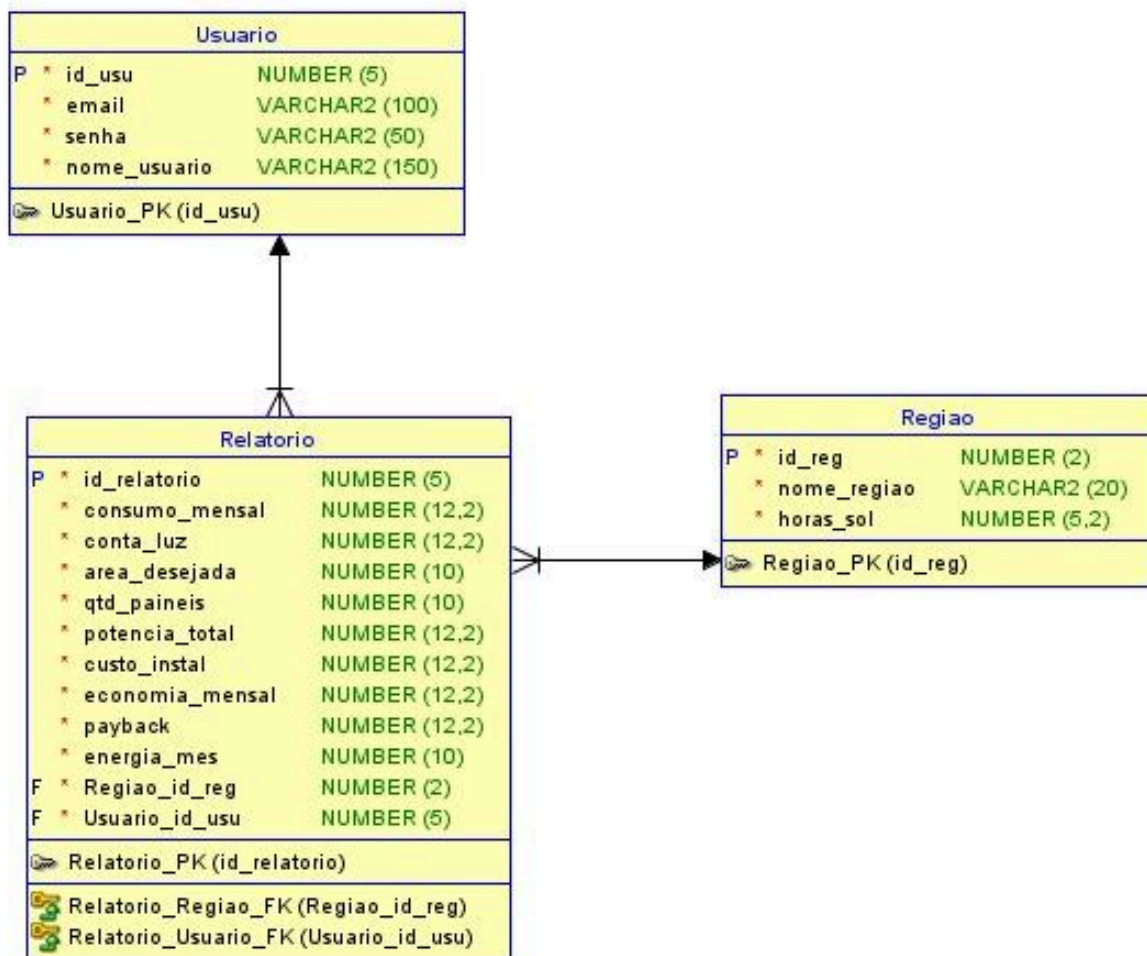 Usuario
P * id_usu NUMBER (5)
* email VARCHAR2 (100)
* senha VARCHAR2 (50)
* nome_usuario VARCHAR2 (150)
Usuario_PK (id_usu)
Relatorio
P * id_relatorio NUMBER (5)
* consumo_mensal NUMBER (12,2)
* conta_luz NUMBER (12,2)
* area_desejada NUMBER (10)
* qtd_paineis NUMBER (10)
* potencia_total NUMBER (12,2)
* custo_instal NUMBER (12,2)
* economia_mensal NUMBER (12,2)
* payback NUMBER (12,2)
* energia_mes NUMBER (10)
F * Regiao_id_reg NUMBER (2)
F * Usuario_id_usu NUMBER (5)
Relatorio_PK (id_relatorio)
Relatorio_Regiao_FK (Regiao_id_reg)
Relatorio_Usuario_FK (Usuario_id_usu)
Regiao
P * id_reg NUMBER (2)
* nome_regiao VARCHAR2 (20)
* horas_sol NUMBER (5,2)
Regiao_PK (id_reg)